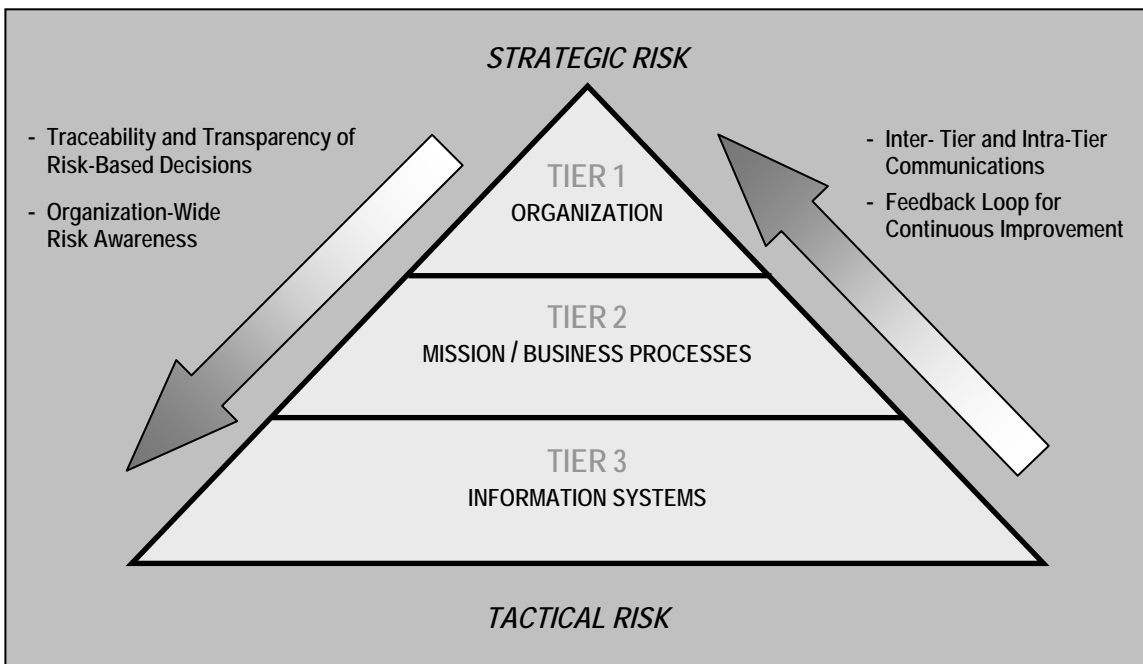 STRATEGIC RISK
- Traceability and Transparency of
Risk-Based Decisions
- Organization-Wide
Risk Awareness
- Inter- Tier and Intra-Tier
Communications
- Feedback Loop for
Continuous Improvement
TIER 1
ORGANIZATION
TIER 2
MISSION / BUSINESS PROCESSES
TIER 3
INFORMATION SYSTEMS
TACTICAL RISK